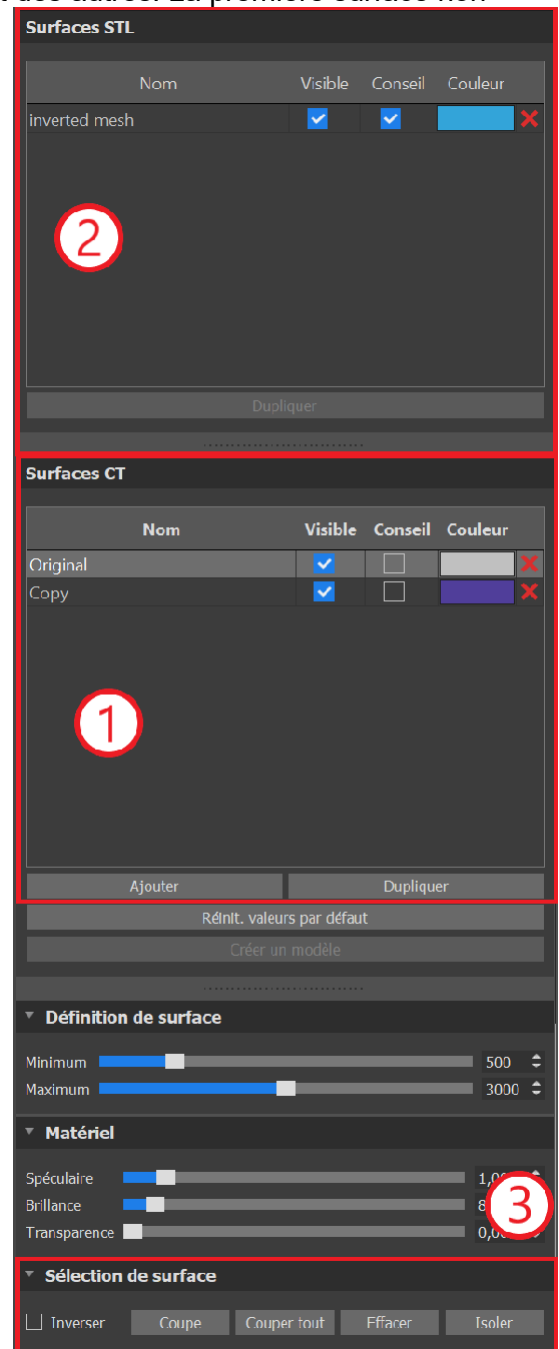 Surfaces STL
Nom Visible Conseil Couleur
inverted mesh
2
Dupliquer
Surfaces CT
Nom Visible Conseil Couleur
Original
Copy
1
Ajouter Dupliquer
Réinit. valeurs par défaut
Créer un modèle
Définition de surface
Minimum 500
Maximum 3000
Matériel
Spéculaire
Brillance
3
Transparence
Sélection de surface
Inverser Coupe Couper tout Effacer Isoler